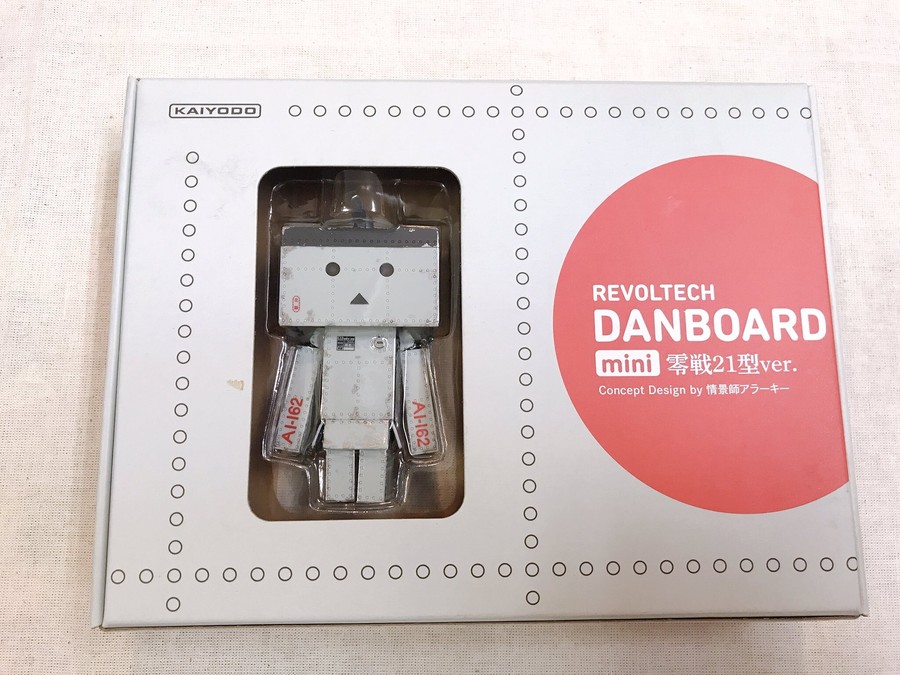 KAIYODO
REVOLTECH
DANBOARD
mini 零戦21型ver.
Concept Design by 情景師アラーキー
AI-162
AI-162